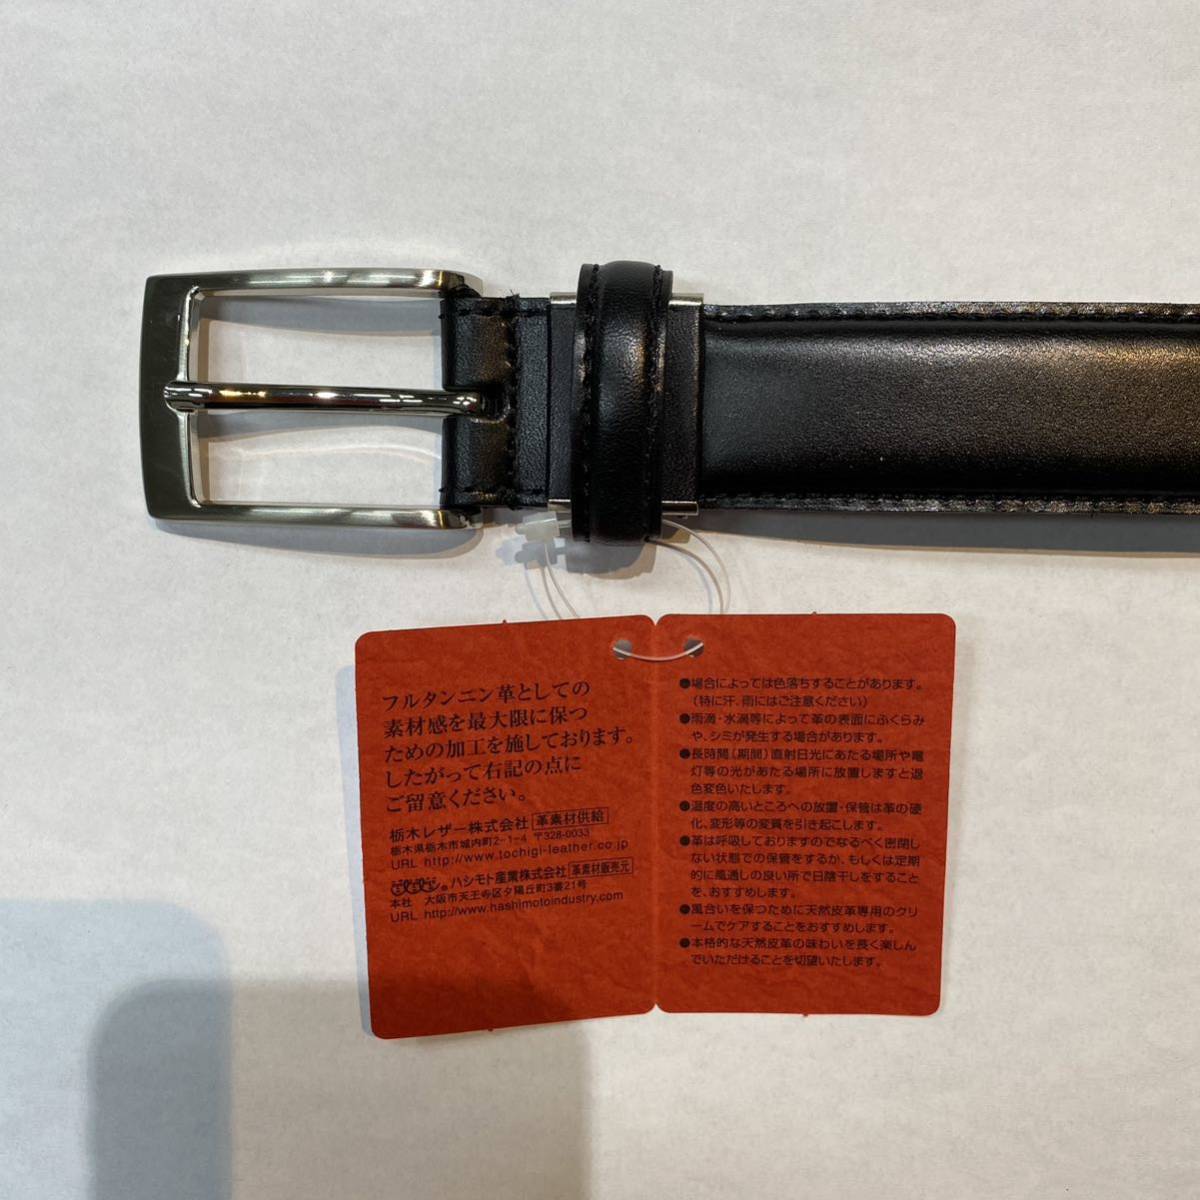 フルタンニン革としての
素材感を最大限に保つ
ための加工を施しております。
したがって右記の点に
ご留意ください。
栃木レザー株式会社 革素材供給
栃木県栃木市城内町2-1-4 〒328-0033
URL http://www.tochigi-leather.co.jp
ハシモト産業株式会社 革素材販売元
本社 大阪市天王寺区夕陽丘町3番21号
URL http://www.hashimotoindustry.com
●場合によっては色落ちすることがあります。
(特に汗、雨にはご注意ください)
●雨滴・水滴等によって革の表面にふくらみ
や、シミが発生する場合があります。
●長時間(期間)直射日光にあたる場所や電
灯等の光があたる場所に放置しますと退
色変色いたします。
●温度の高いところへの放置・保管は革の硬
化、変形等の変質を引き起こします。
●革は呼吸しておりますのでなるべく密閉し
ない状態での保管をするか、もしくは定期
的に風通しの良い所で日陰干しをすること
を、おすすめします。
●風合いを保つために天然皮革専用のクリ
ームでケアすることをおすすめします。
●本格的な天然皮革の味わいを長く楽しん
でいただけることを切望いたします。